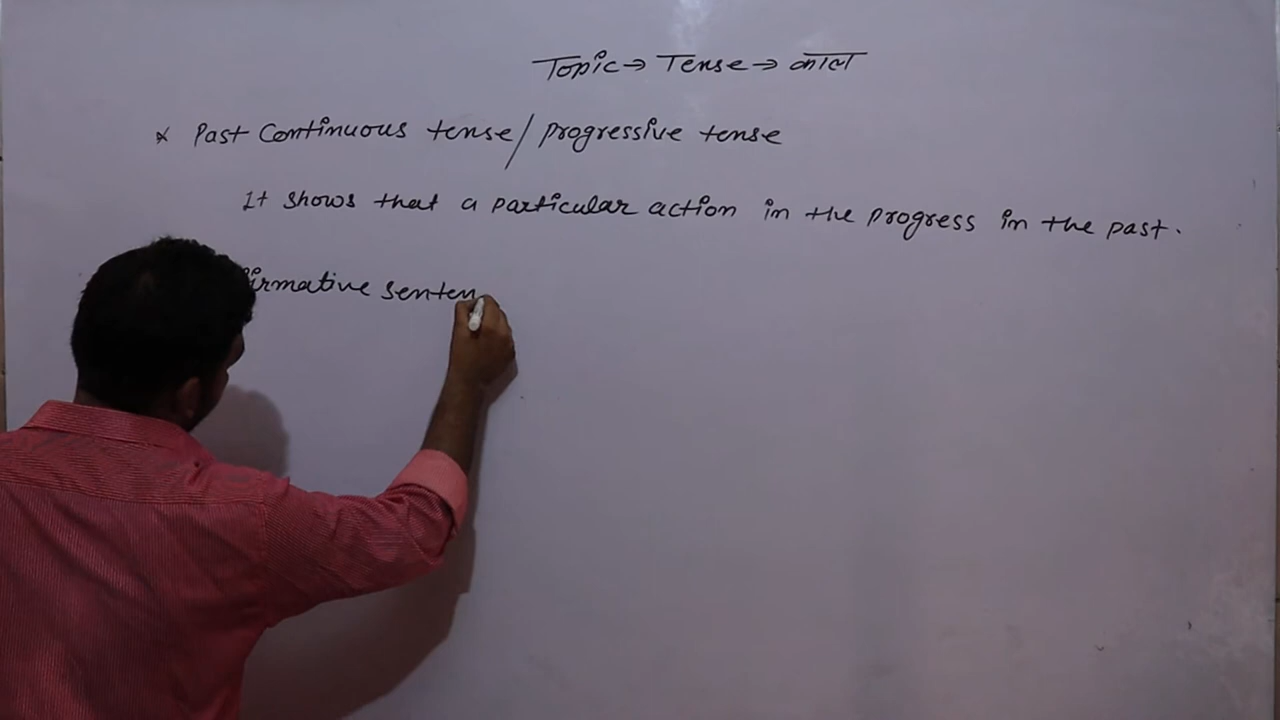 Topic → Tense → काल
* Past Continuous tense/progressive tense
It shows that a particular action in the progress in the past.
firmative senten